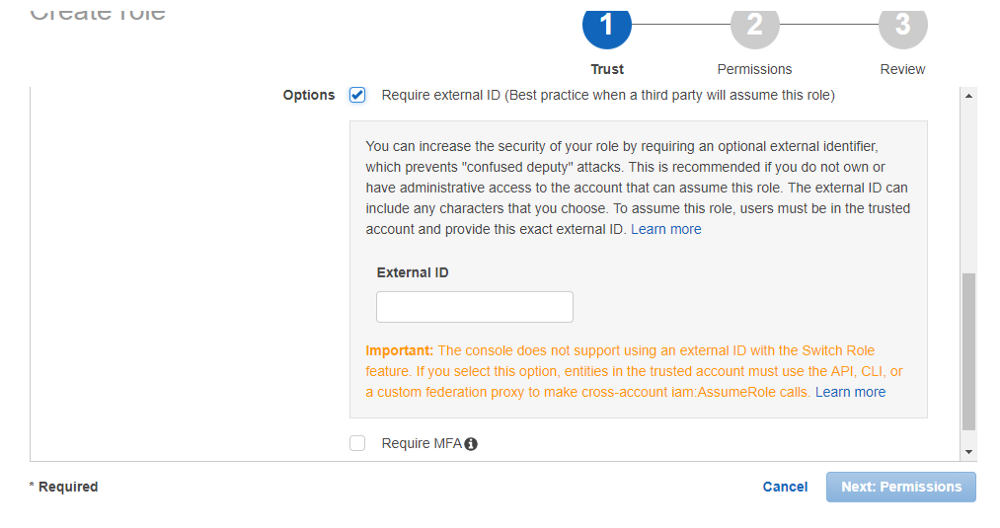 Create role
1
2
3
Trust
Permissions
Review
Options
Require external ID (Best practice when a third party will assume this role)
You can increase the security of your role by requiring an optional external identifier,
which prevents "confused deputy" attacks. This is recommended if you do not own or
have administrative access to the account that can assume this role. The external ID can
include any characters that you choose. To assume this role, users must be in the trusted
account and provide this exact external ID. Learn more
External ID
Important: The console does not support using an external ID with the Switch Role
feature. If you select this option, entities in the trusted account must use the API, CLI, or
a custom federation proxy to make cross-account iam:AssumeRole calls. Learn more
Require MFA
* Required
Cancel
Next: Permissions